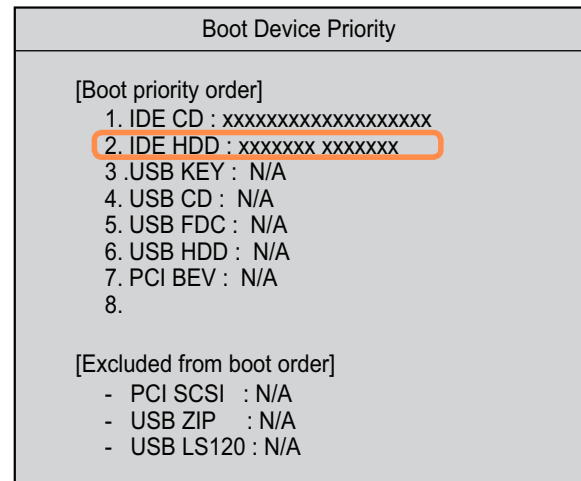 Boot Device Priority
[Boot priority order]
1. IDE CD : xxxxxxxxxxxxxxxxxxx
2. IDE HDD : xxxxxxx xxxxxxx
3 .USB KEY :  N/A
4. USB CD :  N/A
5. USB FDC :  N/A
6. USB HDD :  N/A
7. PCI BEV :  N/A
8.
[Excluded from boot order]
-  PCI SCSI  : N/A
-  USB ZIP   : N/A
-  USB LS120 : N/A